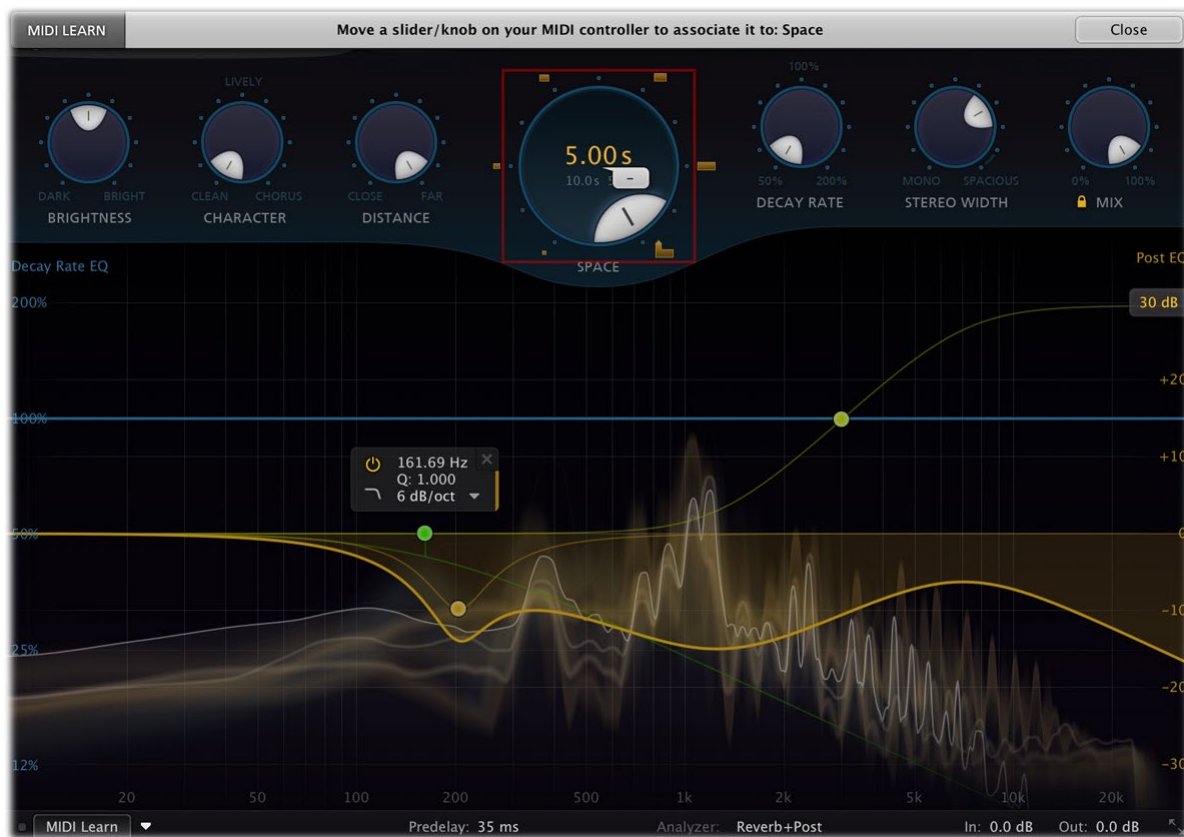 MIDI LEARN
Move a slider/knob on your MIDI controller to associate it to: Space
Close
LIVELY
100%
5.00 s
10.0 s
–
DARK BRIGHT
CLEAN CHORUS
CLOSE FAR
50% 200%
MONO SPACIOUS
0% 100%
BRIGHTNESS
CHARACTER
DISTANCE
SPACE
DECAY RATE
STEREO WIDTH
MIX
Decay Rate EQ
Post EQ
200%
30 dB
+20
100%
+10
161.69 Hz
Q: 1.000
6 dB/oct
50%
0
-10
25%
-20
12%
-30
20 50 100 200 500 1k 2k 5k 10k 20k
MIDI Learn
Predelay: 35 ms
Analyzer: Reverb+Post
In: 0.0 dB
Out: 0.0 dB